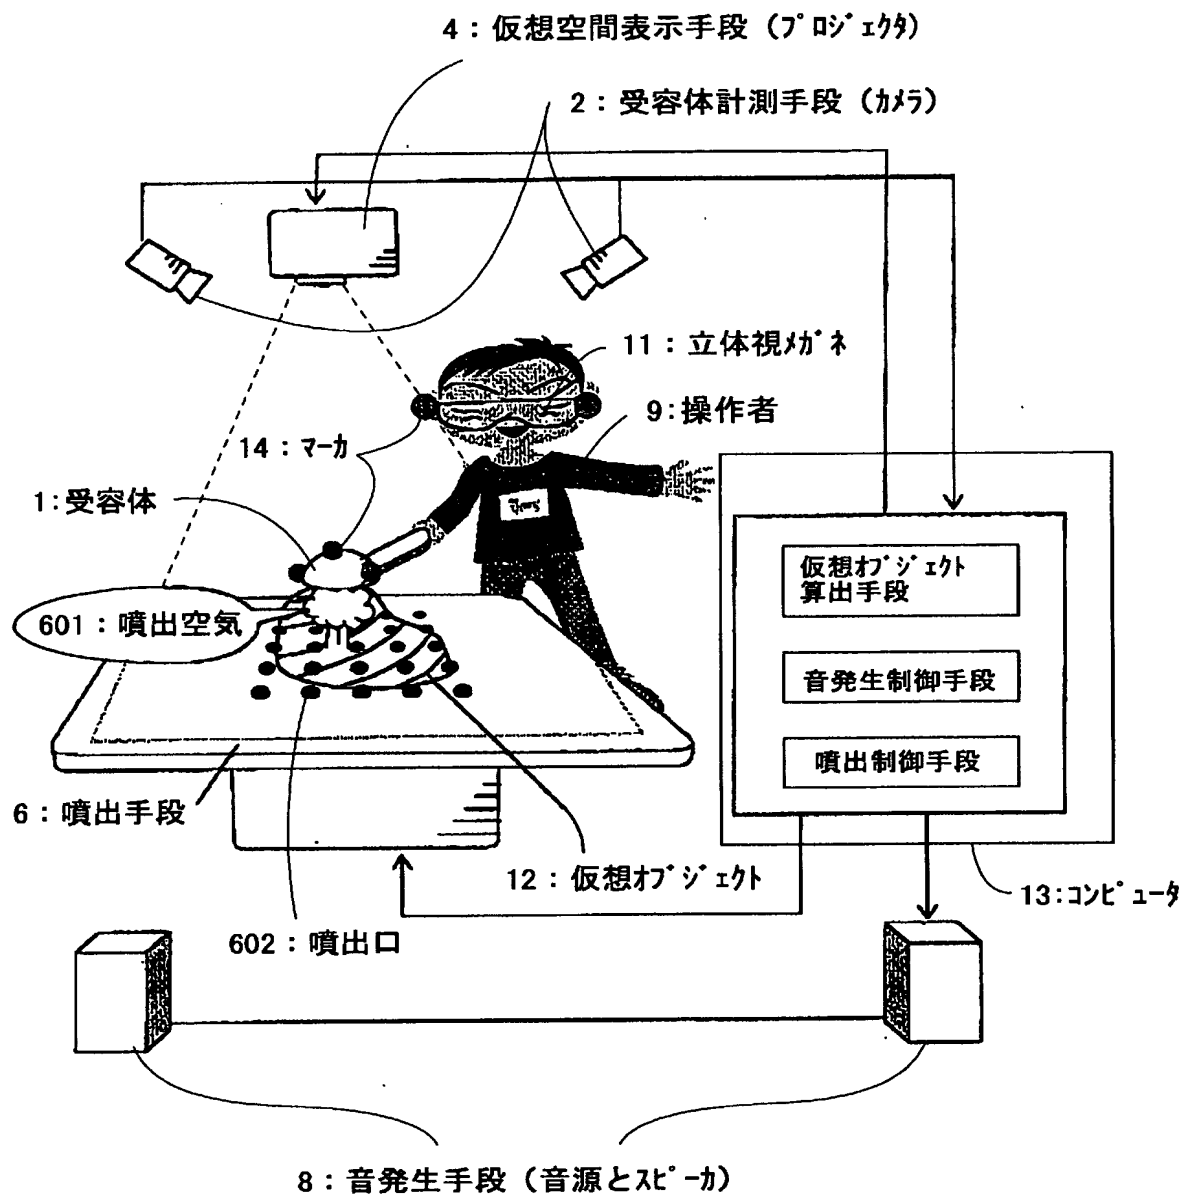 4：仮想空間表示手段（ﾌﾟﾛｼﾞｪｸﾀ）
2：受容体計測手段（ｶﾒﾗ）
11：立体視ﾒｶﾞﾈ
9:操作者
14：ﾏｰｶ
1:受容体
仮想ｵﾌﾞｼﾞｪｸﾄ
算出手段
601：噴出空気
音発生制御手段
噴出制御手段
6：噴出手段
12：仮想ｵﾌﾞｼﾞｪｸﾄ
13:ｺﾝﾋﾟｭｰﾀ
602：噴出口
8：音発生手段（音源とｽﾋﾟｰｶ）